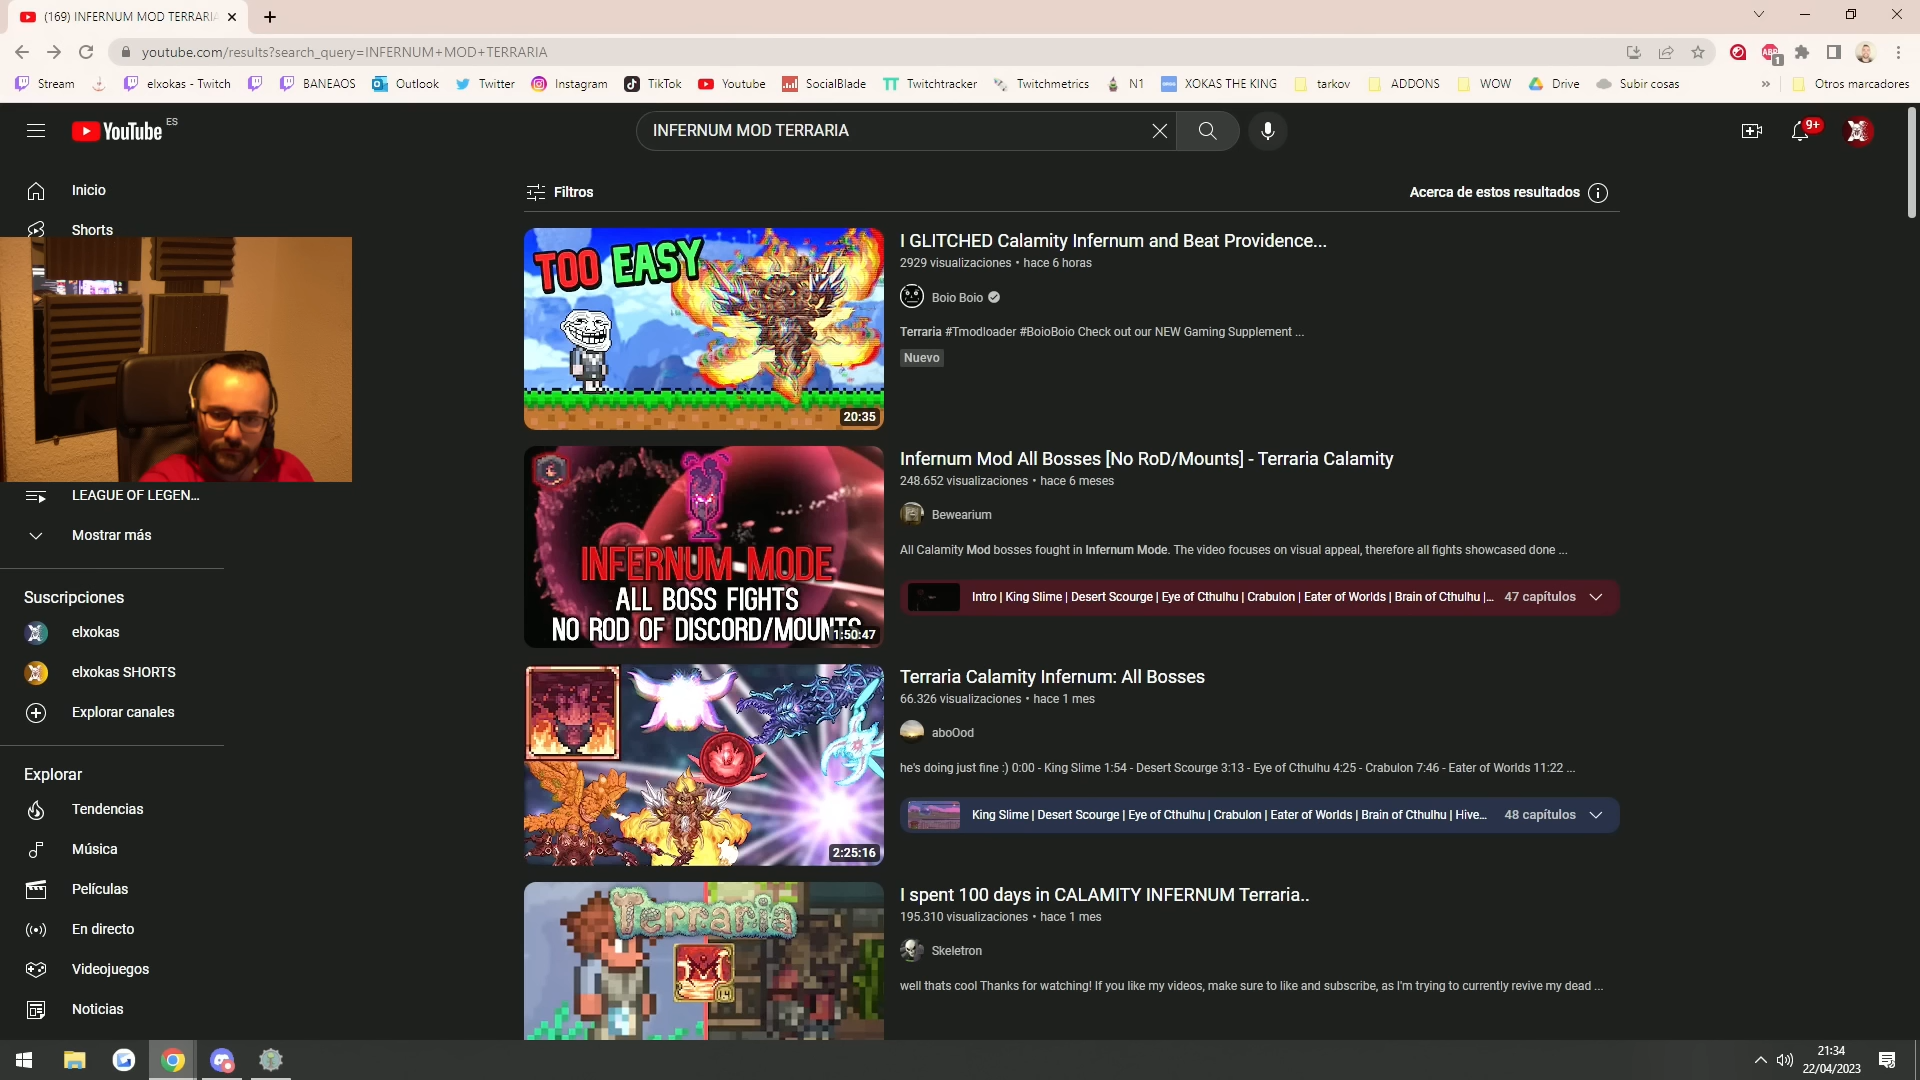 (169) INFERNUM MOD TERRARIA
youtube.com/results?search_query=INFERNUM+MOD+TERRARIA
ABP
1
Stream
elxokas - Twitch
BANEAOS
Outlook
Twitter
Instagram
TikTok
Youtube
SocialBlade
Twitchtracker
Twitchmetrics
N1
XOKAS THE KING
tarkov
ADDONS
WOW
Drive
Subir cosas
»
Otros marcadores
YouTube ES
INFERNUM MOD TERRARIA
9+
Inicio
Shorts
LEAGUE OF LEGEN...
Mostrar más
Suscripciones
elxokas
elxokas SHORTS
Explorar canales
Explorar
Tendencias
Música
Películas
En directo
Videojuegos
Noticias
Filtros
Acerca de estos resultados
TOO EASY
20:35
I GLITCHED Calamity Infernum and Beat Providence...
2929 visualizaciones • hace 6 horas
Boio Boio
Terraria #Tmodloader #BoioBoio Check out our NEW Gaming Supplement ...
Nuevo
INFERNUM MODE
ALL BOSS FIGHTS
NO ROD OF DISCORD/MOUNTS
1:50:47
Infernum Mod All Bosses [No RoD/Mounts] - Terraria Calamity
248.652 visualizaciones • hace 6 meses
Bewearium
All Calamity Mod bosses fought in Infernum Mode. The video focuses on visual appeal, therefore all fights showcased done ...
Intro | King Slime | Desert Scourge | Eye of Cthulhu | Crabulon | Eater of Worlds | Brain of Cthulhu |... 47 capítulos
2:25:16
Terraria Calamity Infernum: All Bosses
66.326 visualizaciones • hace 1 mes
aboOod
he's doing just fine :) 0:00 - King Slime 1:54 - Desert Scourge 3:13 - Eye of Cthulhu 4:25 - Crabulon 7:46 - Eater of Worlds 11:22 ...
King Slime | Desert Scourge | Eye of Cthulhu | Crabulon | Eater of Worlds | Brain of Cthulhu | Hive... 48 capítulos
Terraria
I spent 100 days in CALAMITY INFERNUM Terraria..
195.310 visualizaciones • hace 1 mes
Skeletron
well thats cool Thanks for watching! If you like my videos, make sure to like and subscribe, as I'm trying to currently revive my dead ...
21:34
22/04/2023